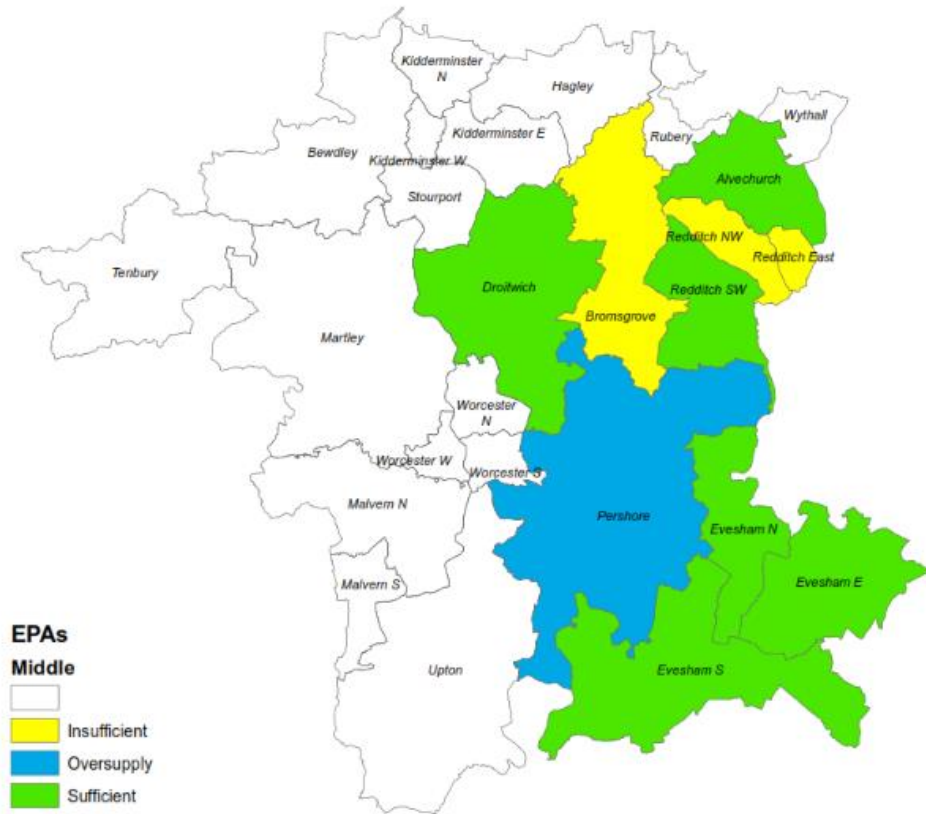 Kidderminster
N
Hagley
Wythall
Rubery
Kidderminster E
Bewdley
Kidderminster W
Alvechurch
Stourport
Redditch NW
Redditch East
Tenbury
Droitwich
Redditch SW
Bromsgrove
Martley
Worcester
N
Worcester W
Worcester S
Malvern N
Pershore
Evesham N
Evesham E
Malvern S
Upton
Evesham S
EPAs
Middle
Insufficient
Oversupply
Sufficient